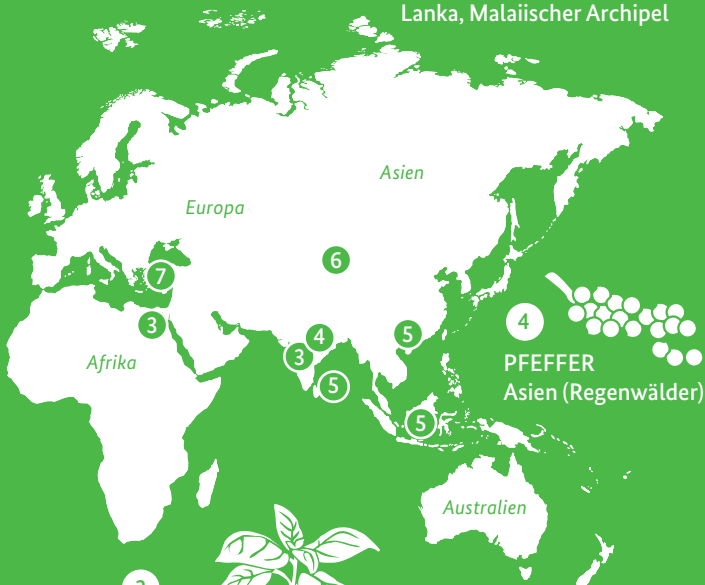 Lanka, Malaiischer Archipel
Asien
Europa
6
7
3
4
5
4
3
Afrika
PFEFFER
5
Asien (Regenwälder)
5
Australien